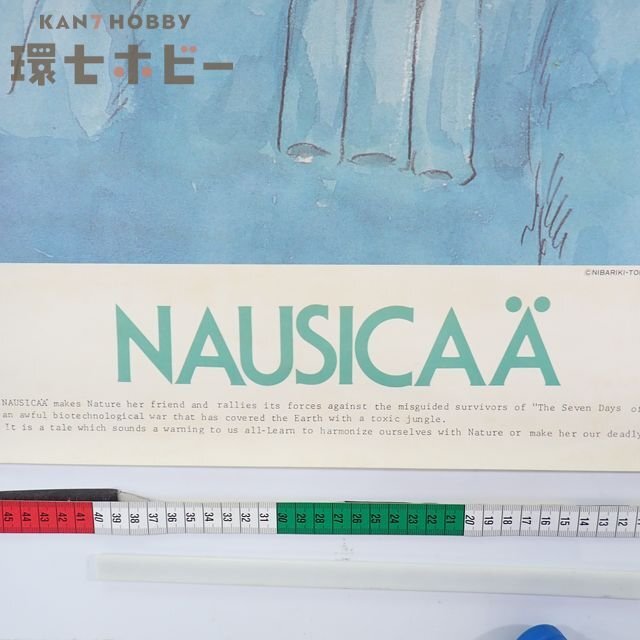 KAN7HOBBY
環七ホビー
©NIBARIKI-TO
NAUSICAÄ
NAUSICAÄ makes Nature her friend and rallies its forces against the misguided survivors of "The Seven Days of
an awful biotechnological war that has covered the Earth with a toxic jungle.
It is a tale which sounds a warning to us all-Learn to harmonize ourselves with Nature or make her our deadly
45 44 43 42 41 40 39 38 37 36 35 34 33 32 31 30 29 28 27 26 25 24 23 22 21 20 19 18 17 16 15 14 13 12